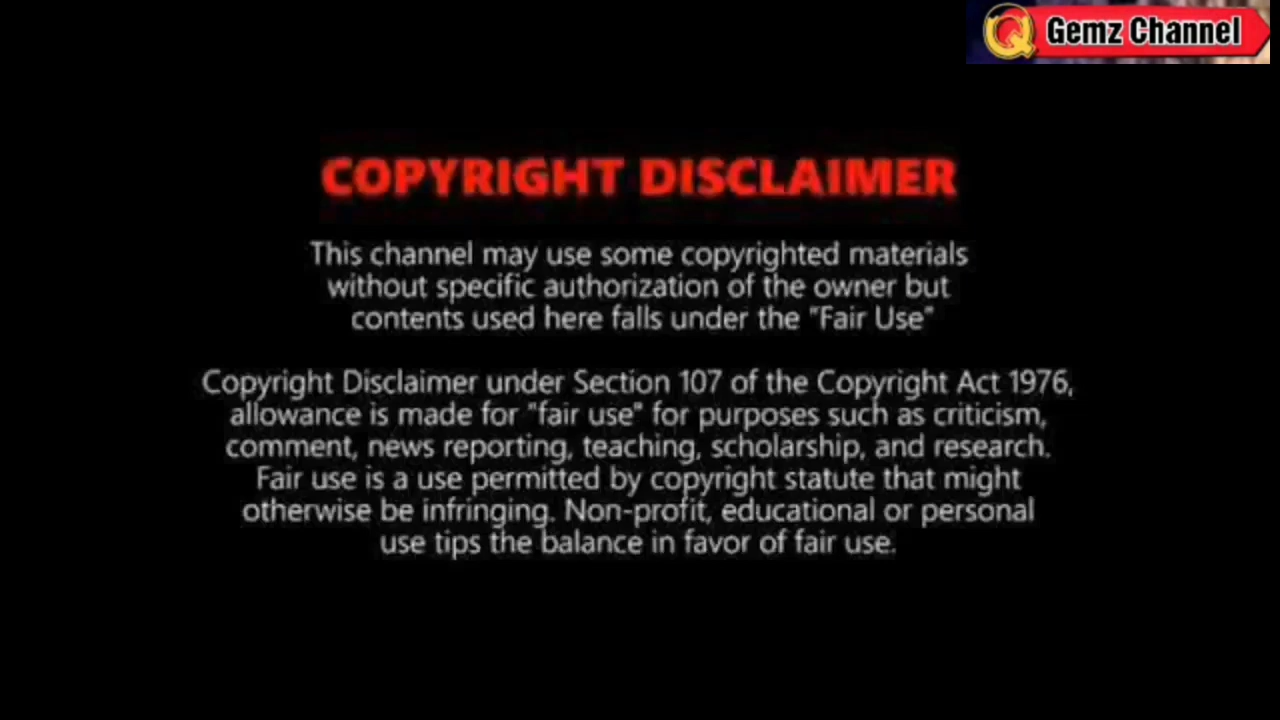 Gemz Channel
COPYRIGHT DISCLAIMER
This channel may use some copyrighted materials
without specific authorization of the owner but
contents used here falls under the "Fair Use"
Copyright Disclaimer under Section 107 of the Copyright Act 1976,
allowance is made for "fair use" for purposes such as criticism,
comment, news reporting, teaching, scholarship, and research.
Fair use is a use permitted by copyright statute that might
otherwise be infringing. Non-profit, educational or personal
use tips the balance in favor of fair use.